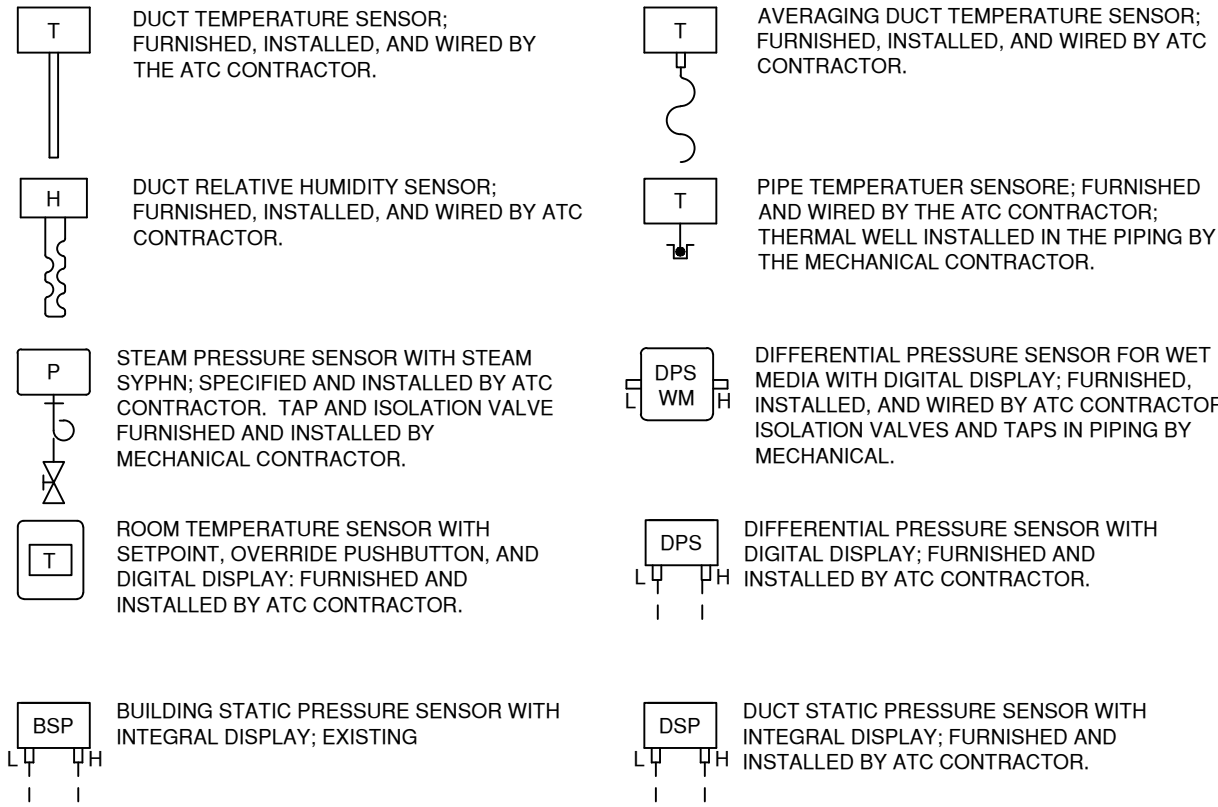 T
DUCT TEMPERATURE SENSOR;
FURNISHED, INSTALLED, AND WIRED BY
THE ATC CONTRACTOR.
T
AVERAGING DUCT TEMPERATURE SENSOR;
FURNISHED, INSTALLED, AND WIRED BY ATC
CONTRACTOR.
H
DUCT RELATIVE HUMIDITY SENSOR;
FURNISHED, INSTALLED, AND WIRED BY ATC
CONTRACTOR.
T
PIPE TEMPERATUER SENSORE; FURNISHED
AND WIRED BY THE ATC CONTRACTOR;
THERMAL WELL INSTALLED IN THE PIPING BY
THE MECHANICAL CONTRACTOR.
P
STEAM PRESSURE SENSOR WITH STEAM
SYPHN; SPECIFIED AND INSTALLED BY ATC
CONTRACTOR. TAP AND ISOLATION VALVE
FURNISHED AND INSTALLED BY
MECHANICAL CONTRACTOR.
DPS
WM
L H
DIFFERENTIAL PRESSURE SENSOR FOR WET
MEDIA WITH DIGITAL DISPLAY; FURNISHED,
INSTALLED, AND WIRED BY ATC CONTRACTOR
ISOLATION VALVES AND TAPS IN PIPING BY
MECHANICAL.
T
ROOM TEMPERATURE SENSOR WITH
SETPOINT, OVERRIDE PUSHBUTTON, AND
DIGITAL DISPLAY: FURNISHED AND
INSTALLED BY ATC CONTRACTOR.
DPS
L H
DIFFERENTIAL PRESSURE SENSOR WITH
DIGITAL DISPLAY; FURNISHED AND
INSTALLED BY ATC CONTRACTOR.
BSP
L H
BUILDING STATIC PRESSURE SENSOR WITH
INTEGRAL DISPLAY; EXISTING
DSP
L H
DUCT STATIC PRESSURE SENSOR WITH
INTEGRAL DISPLAY; FURNISHED AND
INSTALLED BY ATC CONTRACTOR.